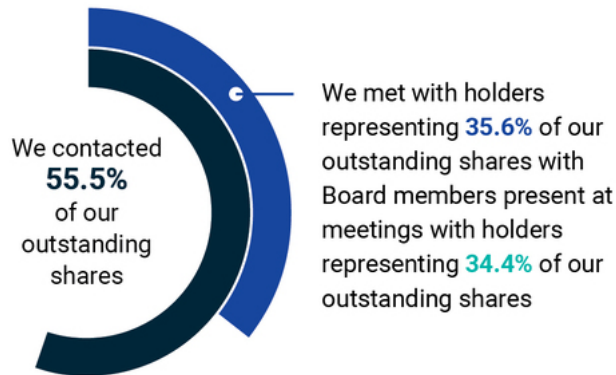 We contacted
55.5%
of our
outstanding
shares
We met with holders
representing 35.6% of our
outstanding shares with
Board members present at
meetings with holders
representing 34.4% of our
outstanding shares